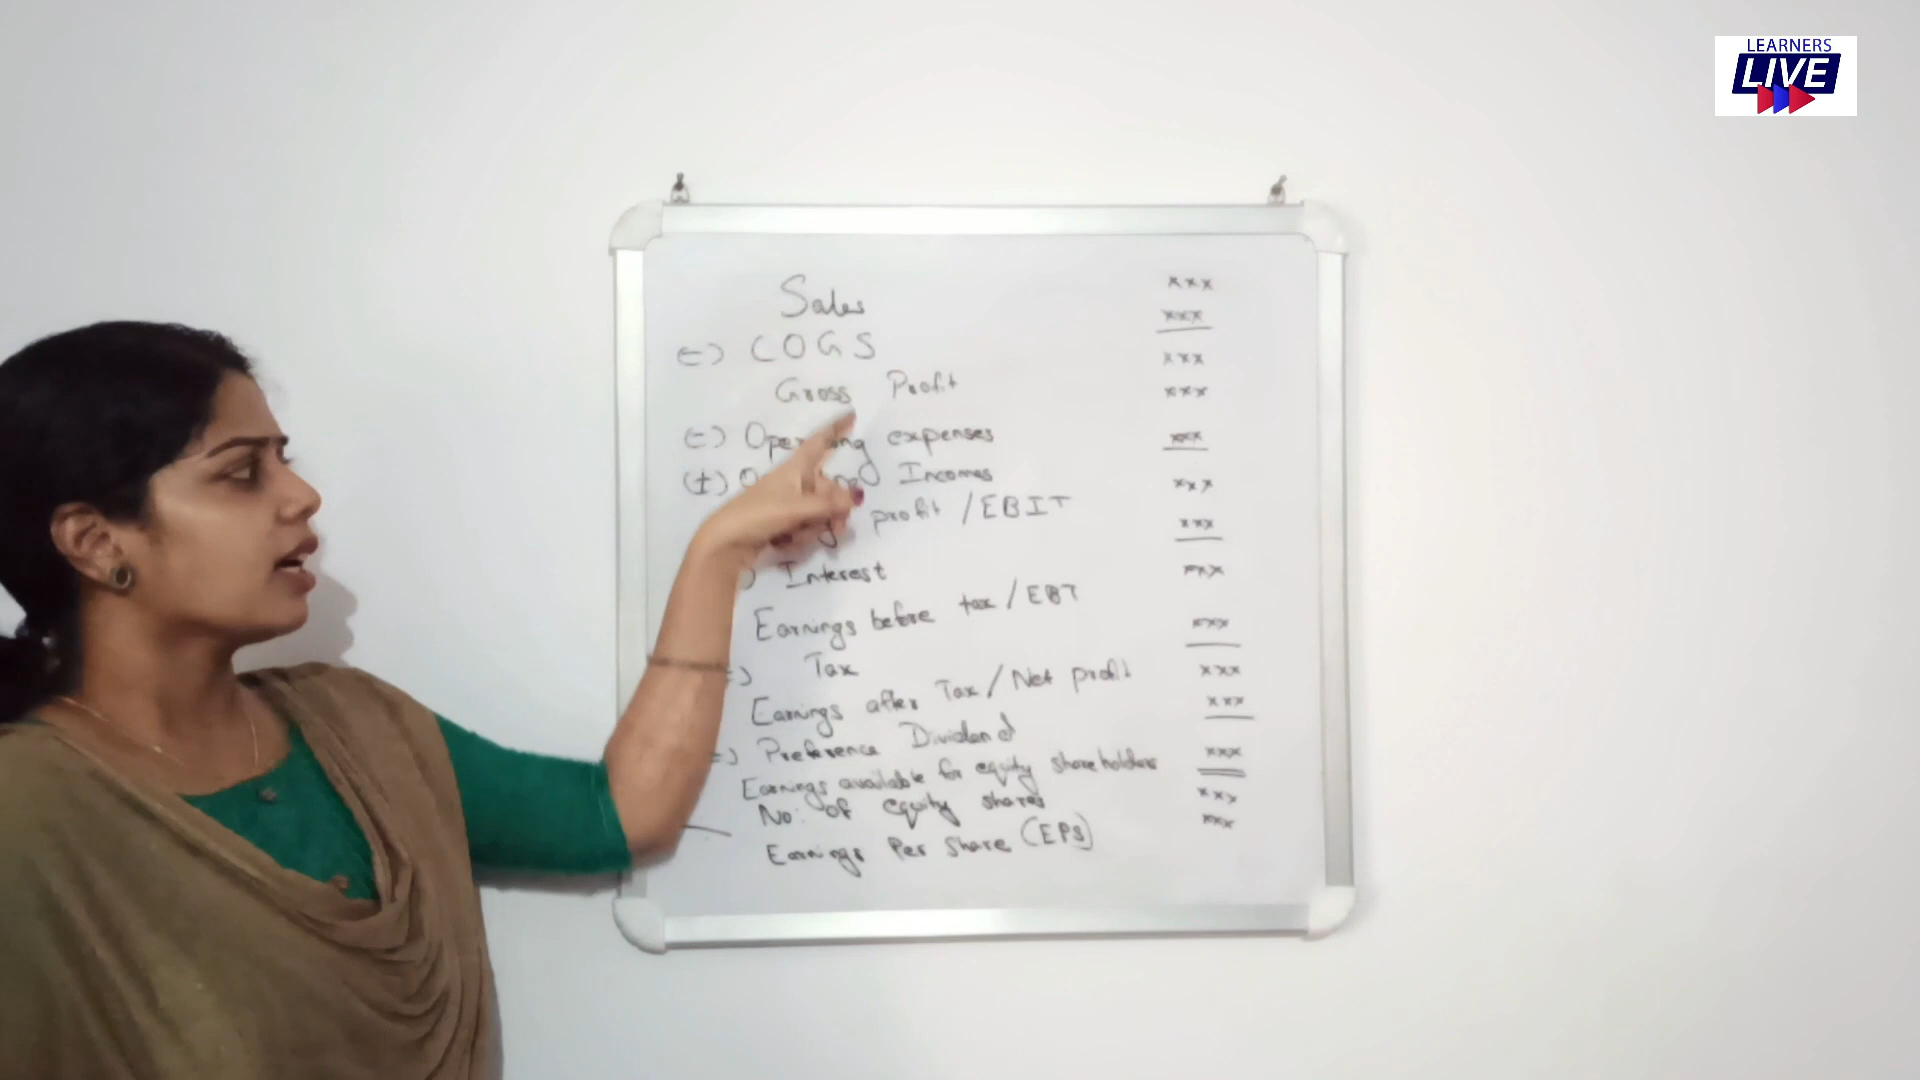 LEARNERS
LIVE
Sales xxx
(-) COGS xxx
Gross Profit xxx
(-) Operating expenses xxx
(+) Incomes xxx
profit / EBIT xxx
Interest xxx
Earnings before tax / EBT xxx
(-) Tax xxx
Earnings after Tax / Net profit xxx
(-) Preference Dividend xxx
Earnings available for equity shareholders xxx
No: of equity shares xxx
Earnings Per Share (EPS) xxx